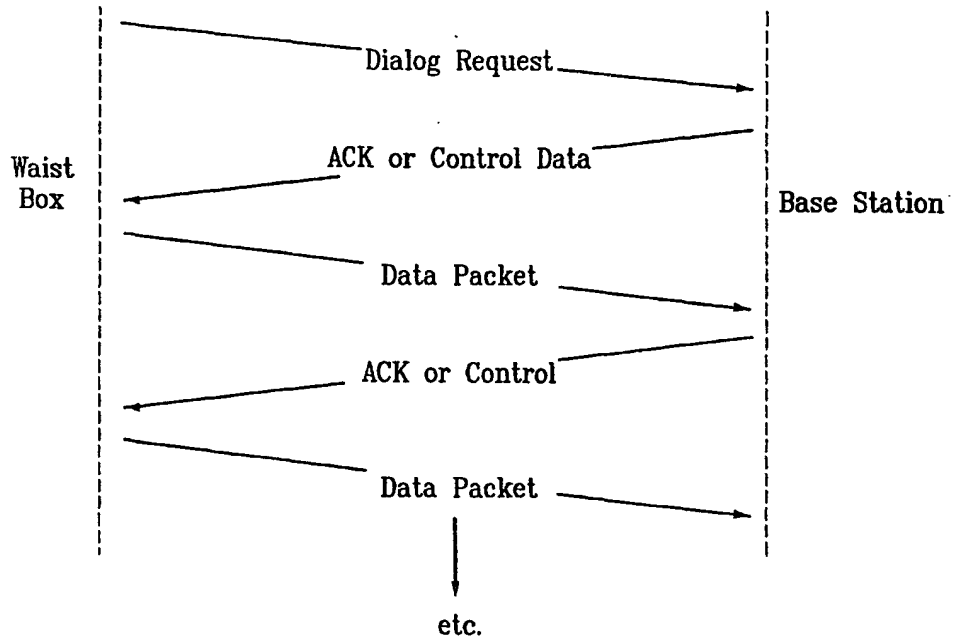 Dialog Request
ACK or Control Data
Waist
Box
Base Station
Data Packet
ACK or Control
Data Packet
etc.